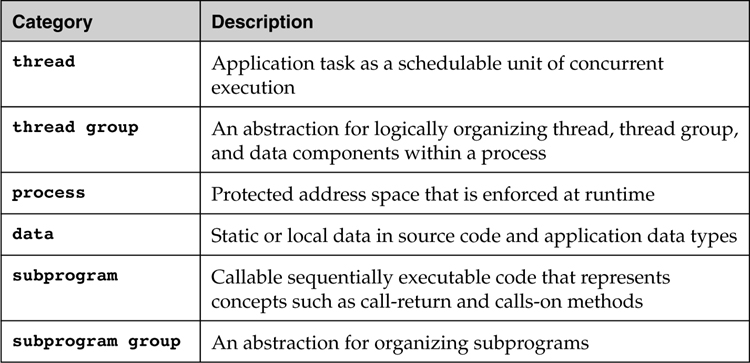 Category Description
thread Application task as a schedulable unit of concurrent
execution
thread group An abstraction for logically organizing thread, thread group,
and data components within a process
process Protected address space that is enforced at runtime
data Static or local data in source code and application data types
subprogram Callable sequentially executable code that represents
concepts such as call-return and calls-on methods
subprogram group An abstraction for organizing subprograms